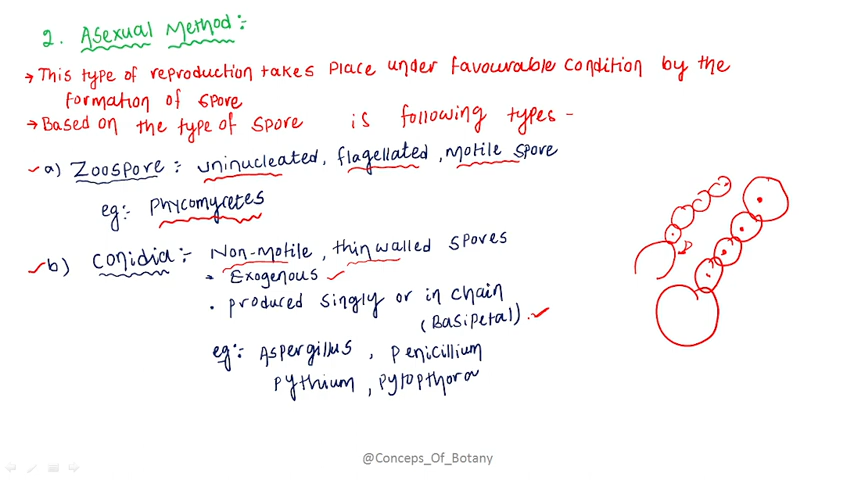 2. Asexual Method:-
→ This type of reproduction takes place under favourable condition by the
formation of spore
→ Based on the type of spore is following types -
a) Zoospore :- uninucleated, flagellated, motile spore
eg:- Phycomycetes
b) Conidia :- Non-motile, thin walled spores
• Exogenous
• produced singly or in chain
(Basipetal).
eg:- Aspergillus, Penicillium
Pythium, Pytopthora
@Conceps_Of_Botany